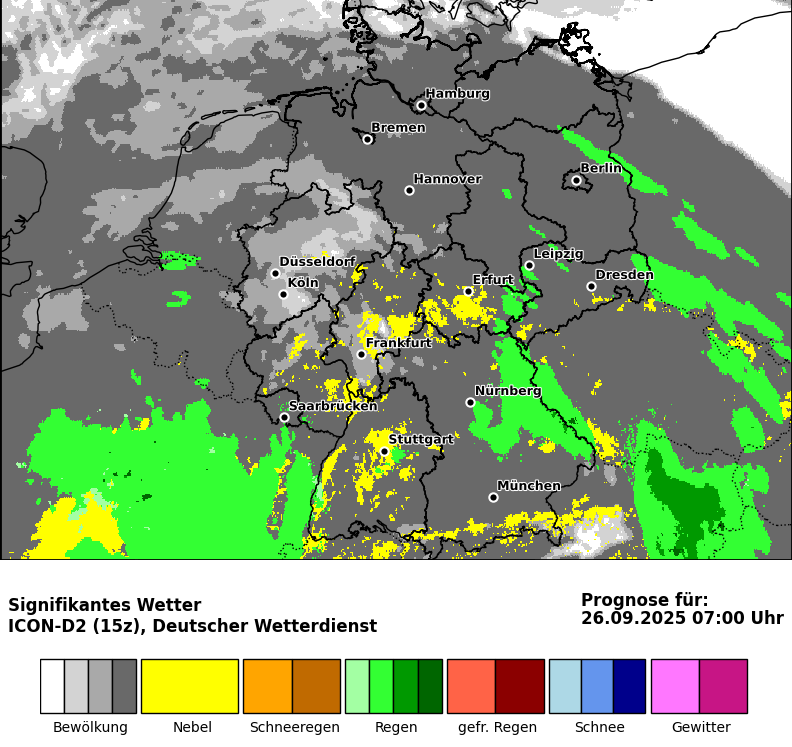 Hamburg
Bremen
Berlin
Hannover
Leipzig
Düsseldorf
Dresden
Köln
Erfurt
Frankfurt
Nürnberg
Saarbrücken
Stuttgart
München
Signifikantes Wetter
ICON-D2 (15z), Deutscher Wetterdienst
Prognose für:
26.09.2025 07:00 Uhr
Bewölkung Nebel Schneeregen Regen gefr. Regen Schnee Gewitter